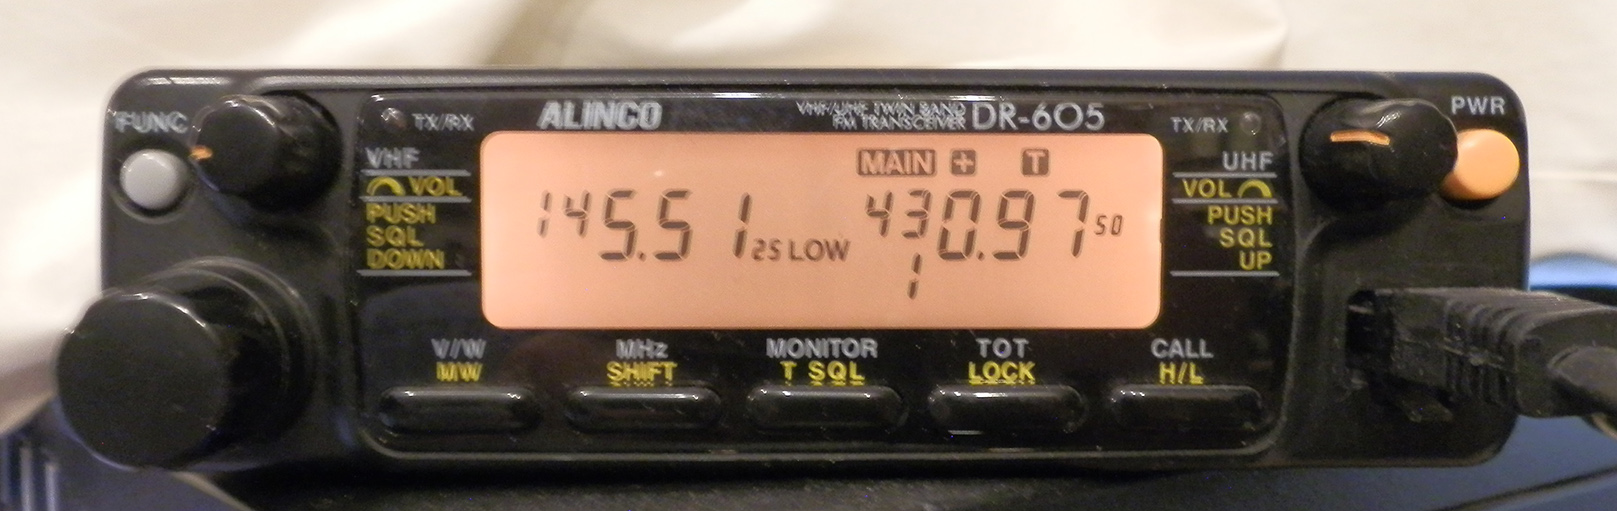 FUNC
TX/RX
ALINCO
VHF/UHF TWIN BAND
FM TRANSCEIVER
DR-605
TX/RX
PWR
VHF
VOL
PUSH
SQL
DOWN
MAIN + T
145.51 25 LOW
430.97 50
1
UHF
VOL
PUSH
SQL
UP
V/W
MW
MHz
SHIFT
MONITOR
T SQL
TOT
LOCK
CALL
H/L